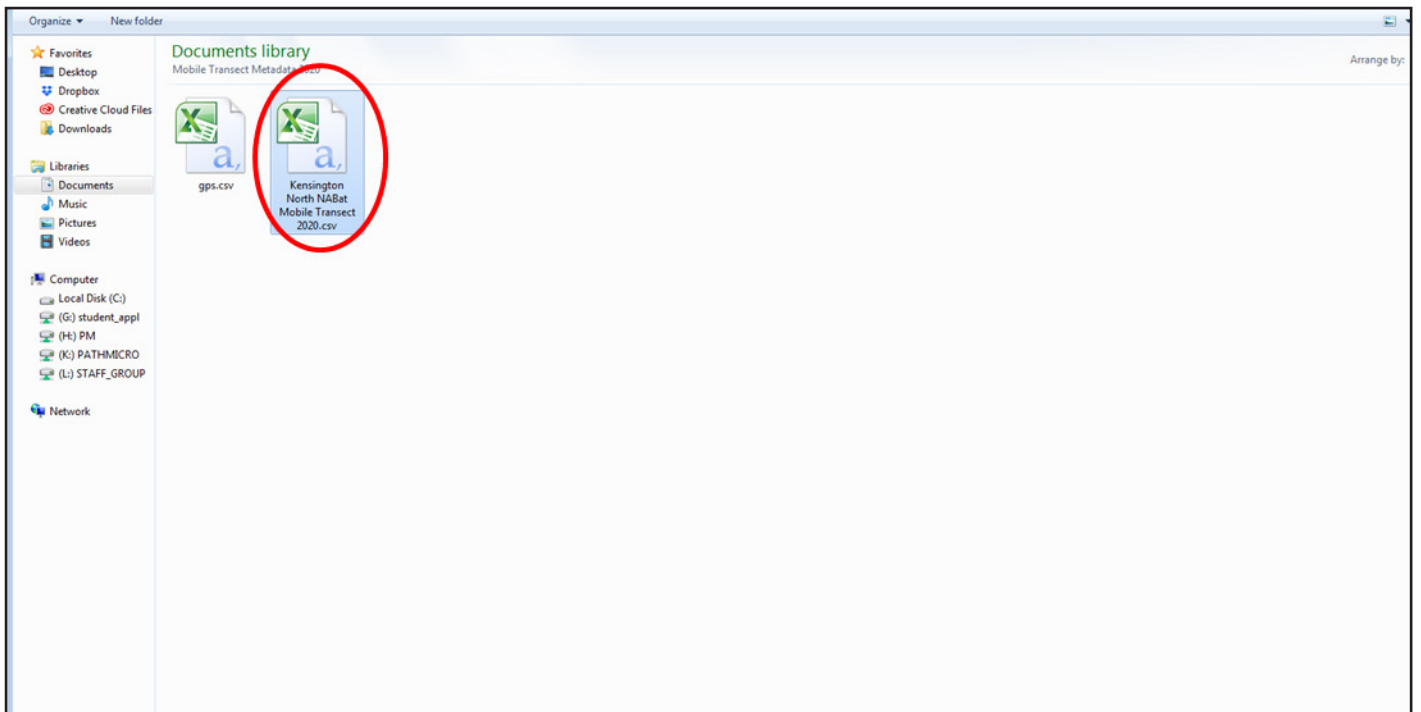 Organize New folder
Favorites
Desktop
Dropbox
Creative Cloud Files
Downloads
Libraries
Documents
Music
Pictures
Videos
Computer
Local Disk (C:)
(G:) student_appl
(H:) PM
(K:) PATHMICRO
(L:) STAFF_GROUP
Network
Documents library
Mobile Transect Metadata 2020
Arrange by:
a,
gps.csv
a,
Kensington
North NABat
Mobile Transect
2020.csv